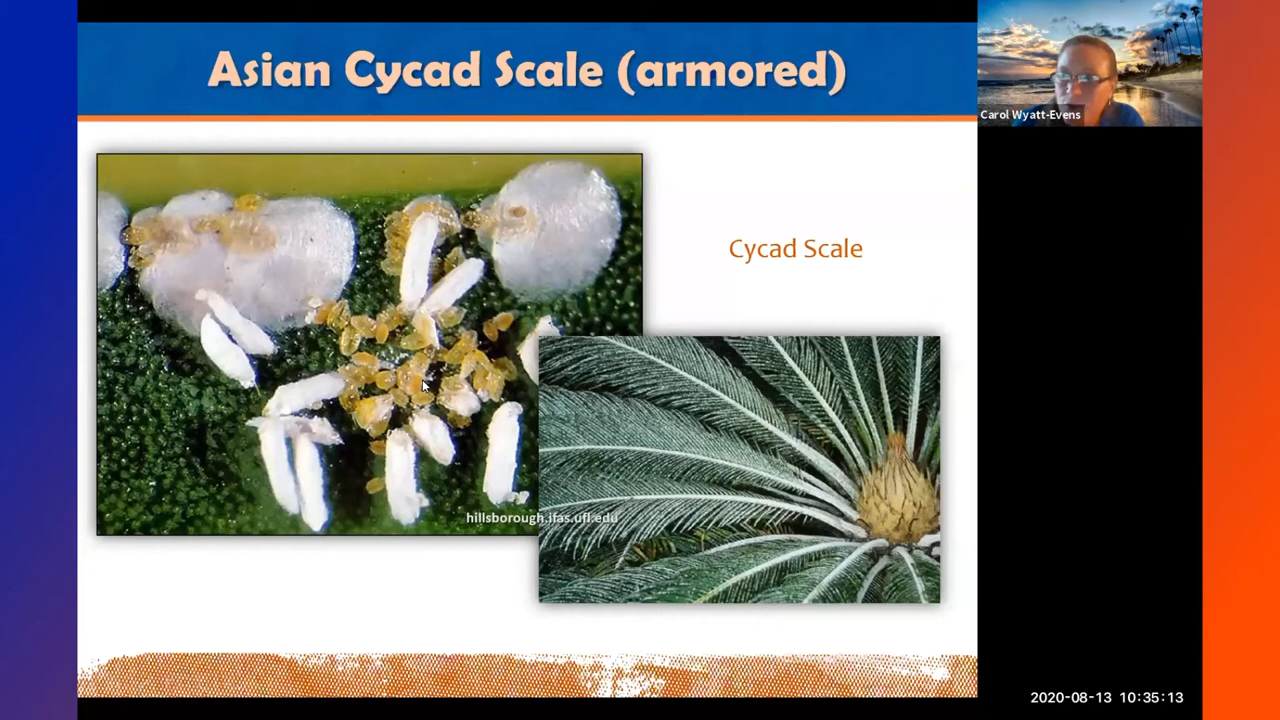 Asian Cycad Scale (armored)
Carol Wyatt-Evens
Cycad Scale
hillsborough.ifas.ufl.edu
2020-08-13 10:35:13